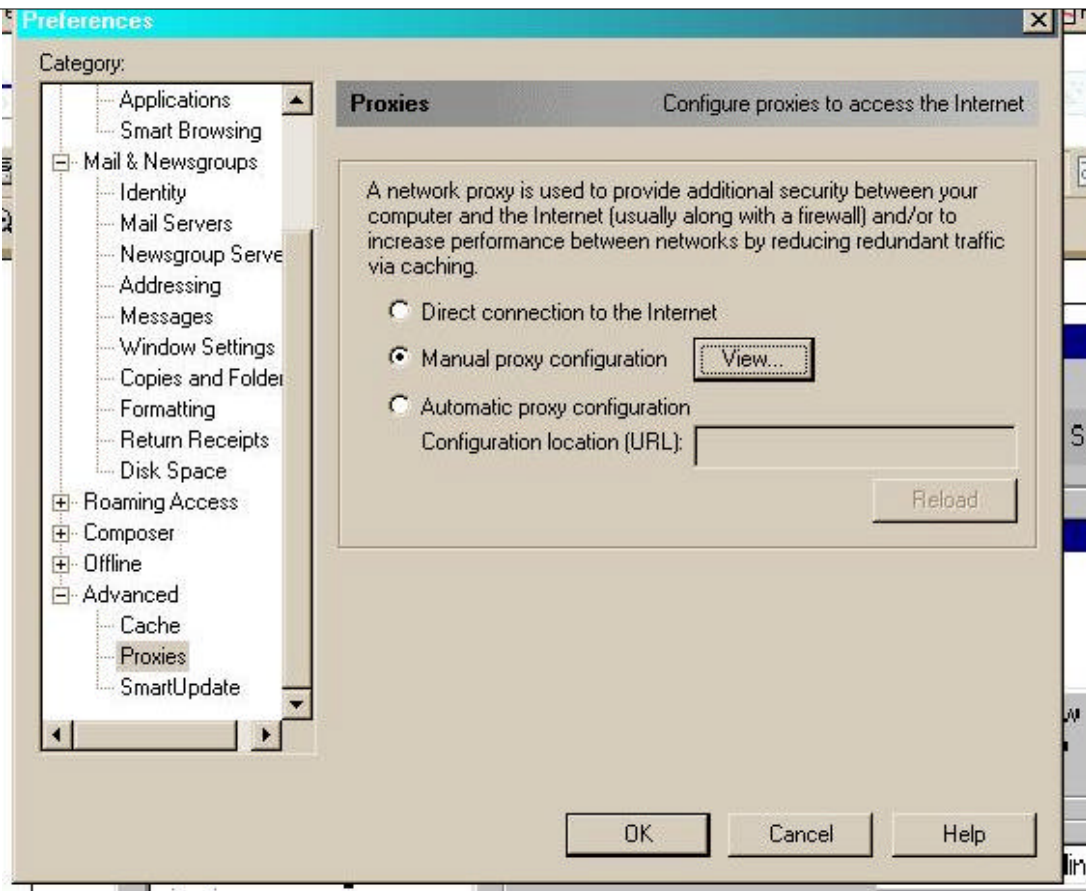 Preferences
Category:
Applications
Smart Browsing
Mail & Newsgroups
Identity
Mail Servers
Newsgroup Serve
Addressing
Messages
Window Settings
Copies and Folder
Formatting
Return Receipts
Disk Space
Roaming Access
Composer
Offline
Advanced
Cache
Proxies
SmartUpdate
Proxies Configure proxies to access the Internet
A network proxy is used to provide additional security between your
computer and the Internet (usually along with a firewall) and/or to
increase performance between networks by reducing redundant traffic
via caching.
Direct connection to the Internet
Manual proxy configuration View...
Automatic proxy configuration
Configuration location (URL):
Reload
OK Cancel Help